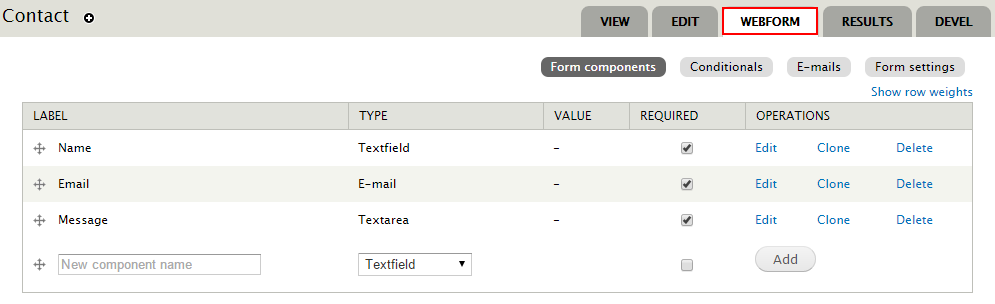 Contact
VIEW EDIT WEBFORM RESULTS DEVEL
Form components Conditionals E-mails Form settings
Show row weights
LABEL TYPE VALUE REQUIRED OPERATIONS
Name Textfield – Edit Clone Delete
Email E-mail – Edit Clone Delete
Message Textarea – Edit Clone Delete
New component name Textfield Add